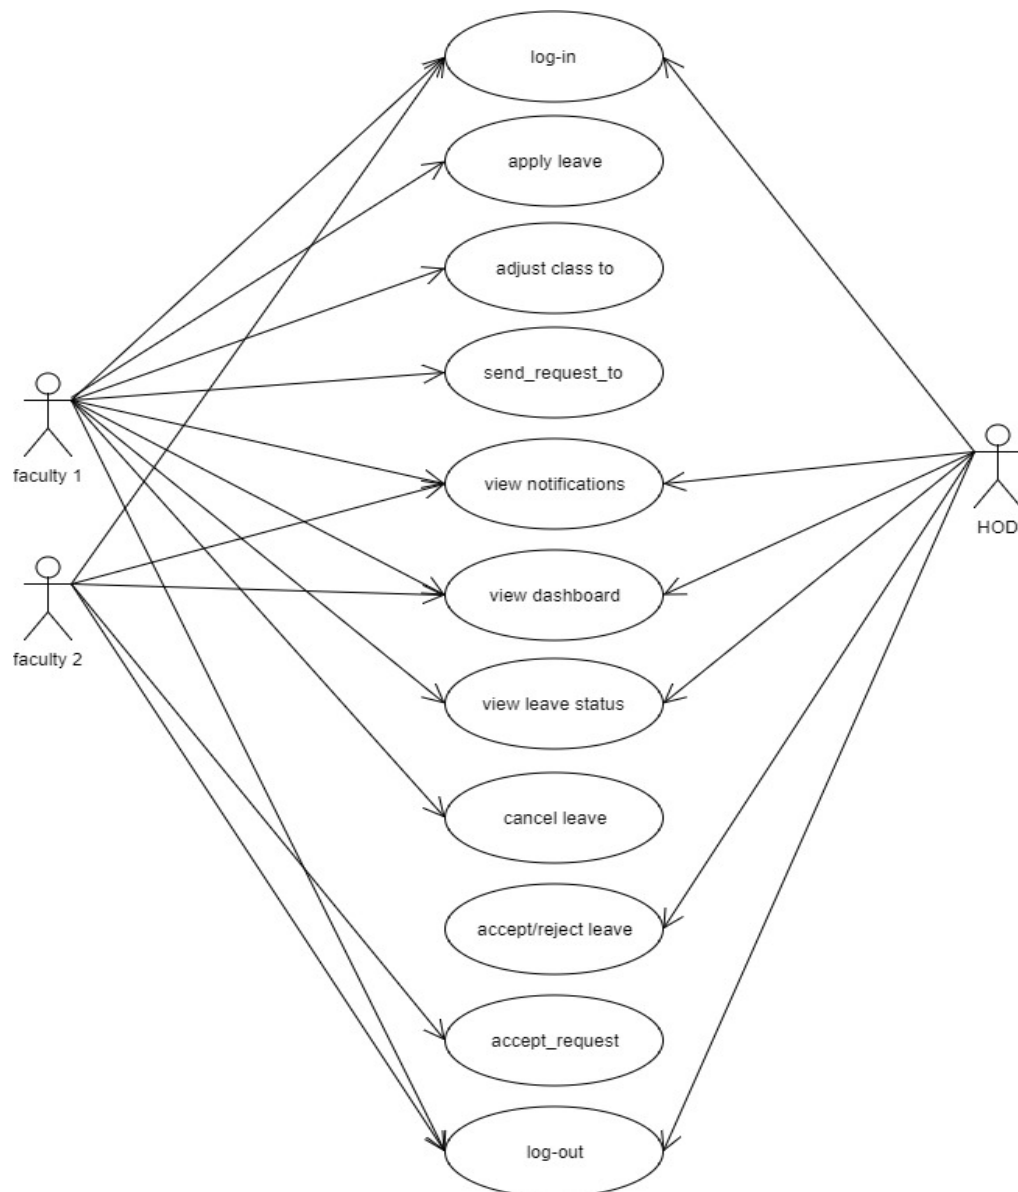 log-in
apply leave
adjust class to
send_request_to
faculty 1
view notifications
HOD
view dashboard
faculty 2
view leave status
cancel leave
accept/reject leave
accept_request
log-out